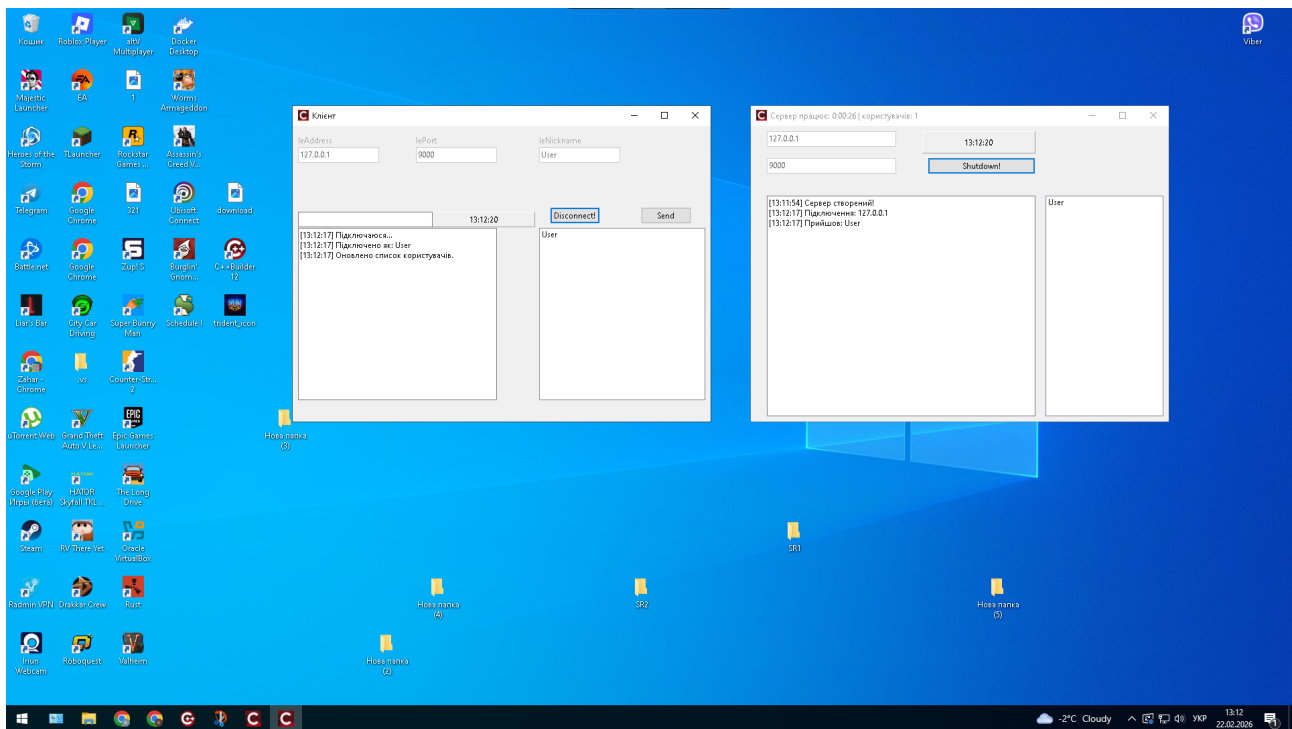 Кошик
Roblox Player
altV
Multiplayer
Docker
Desktop
Viber
Majestic
Launcher
EA
1
Worms
Armageddon
Heroes of the
Storm
TLauncher
Rockstar
Games ...
Assassin's
Creed V...
Telegram
Google
Chrome
321
Ubisoft
Connect
download
Battle.net
Google
Chrome
Zup! S
Burglin'
Gnom...
C++Builder
12
Liar's Bar
City Car
Driving
Super Bunny
Man
Schedule I
trident_icon
Zahar -
Chrome
.vs
Counter-Str...
2
uTorrent Web
Grand Theft
Auto V Le...
Epic Games
Launcher
Нова папка
(3)
Google Play
Игры (бета)
HATOR
Skyfall TKL ...
The Long
Drive
Steam
RV There Yet
Oracle
VirtualBox
SR1
Radmin VPN
Drakkar Crew
Rust
Нова папка
(4)
SR2
Нова папка
(5)
Iriun
Webcam
Roboquest
Valheim
Нова папка
(2)
Клієнт
leAddress
lePort
leNickname
127.0.0.1
9000
User
13:12:20
Disconnect!
Send
[13:12:17] Підключаюся...
[13:12:17] Підключено як: User
[13:12:17] Оновлено список користувачів.
User
Сервер працює: 0:00:26 | користувачів: 1
127.0.0.1
13:12:20
9000
Shutdown!
[13:11:54] Сервер створений!
[13:12:17] Підключення: 127.0.0.1
[13:12:17] Прийшов: User
User
-2°C Cloudy
УКР
13:12
22.02.2026
1